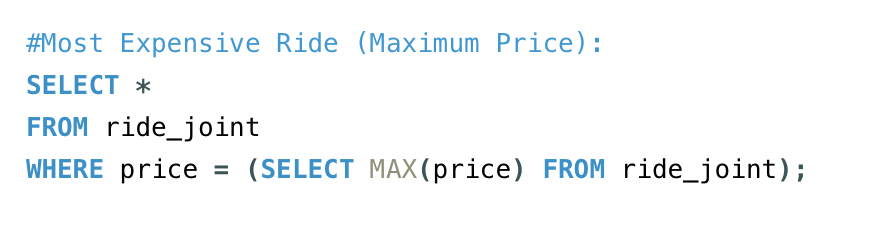 #Most Expensive Ride (Maximum Price):
SELECT *
FROM ride_joint
WHERE price = (SELECT MAX(price) FROM ride_joint);